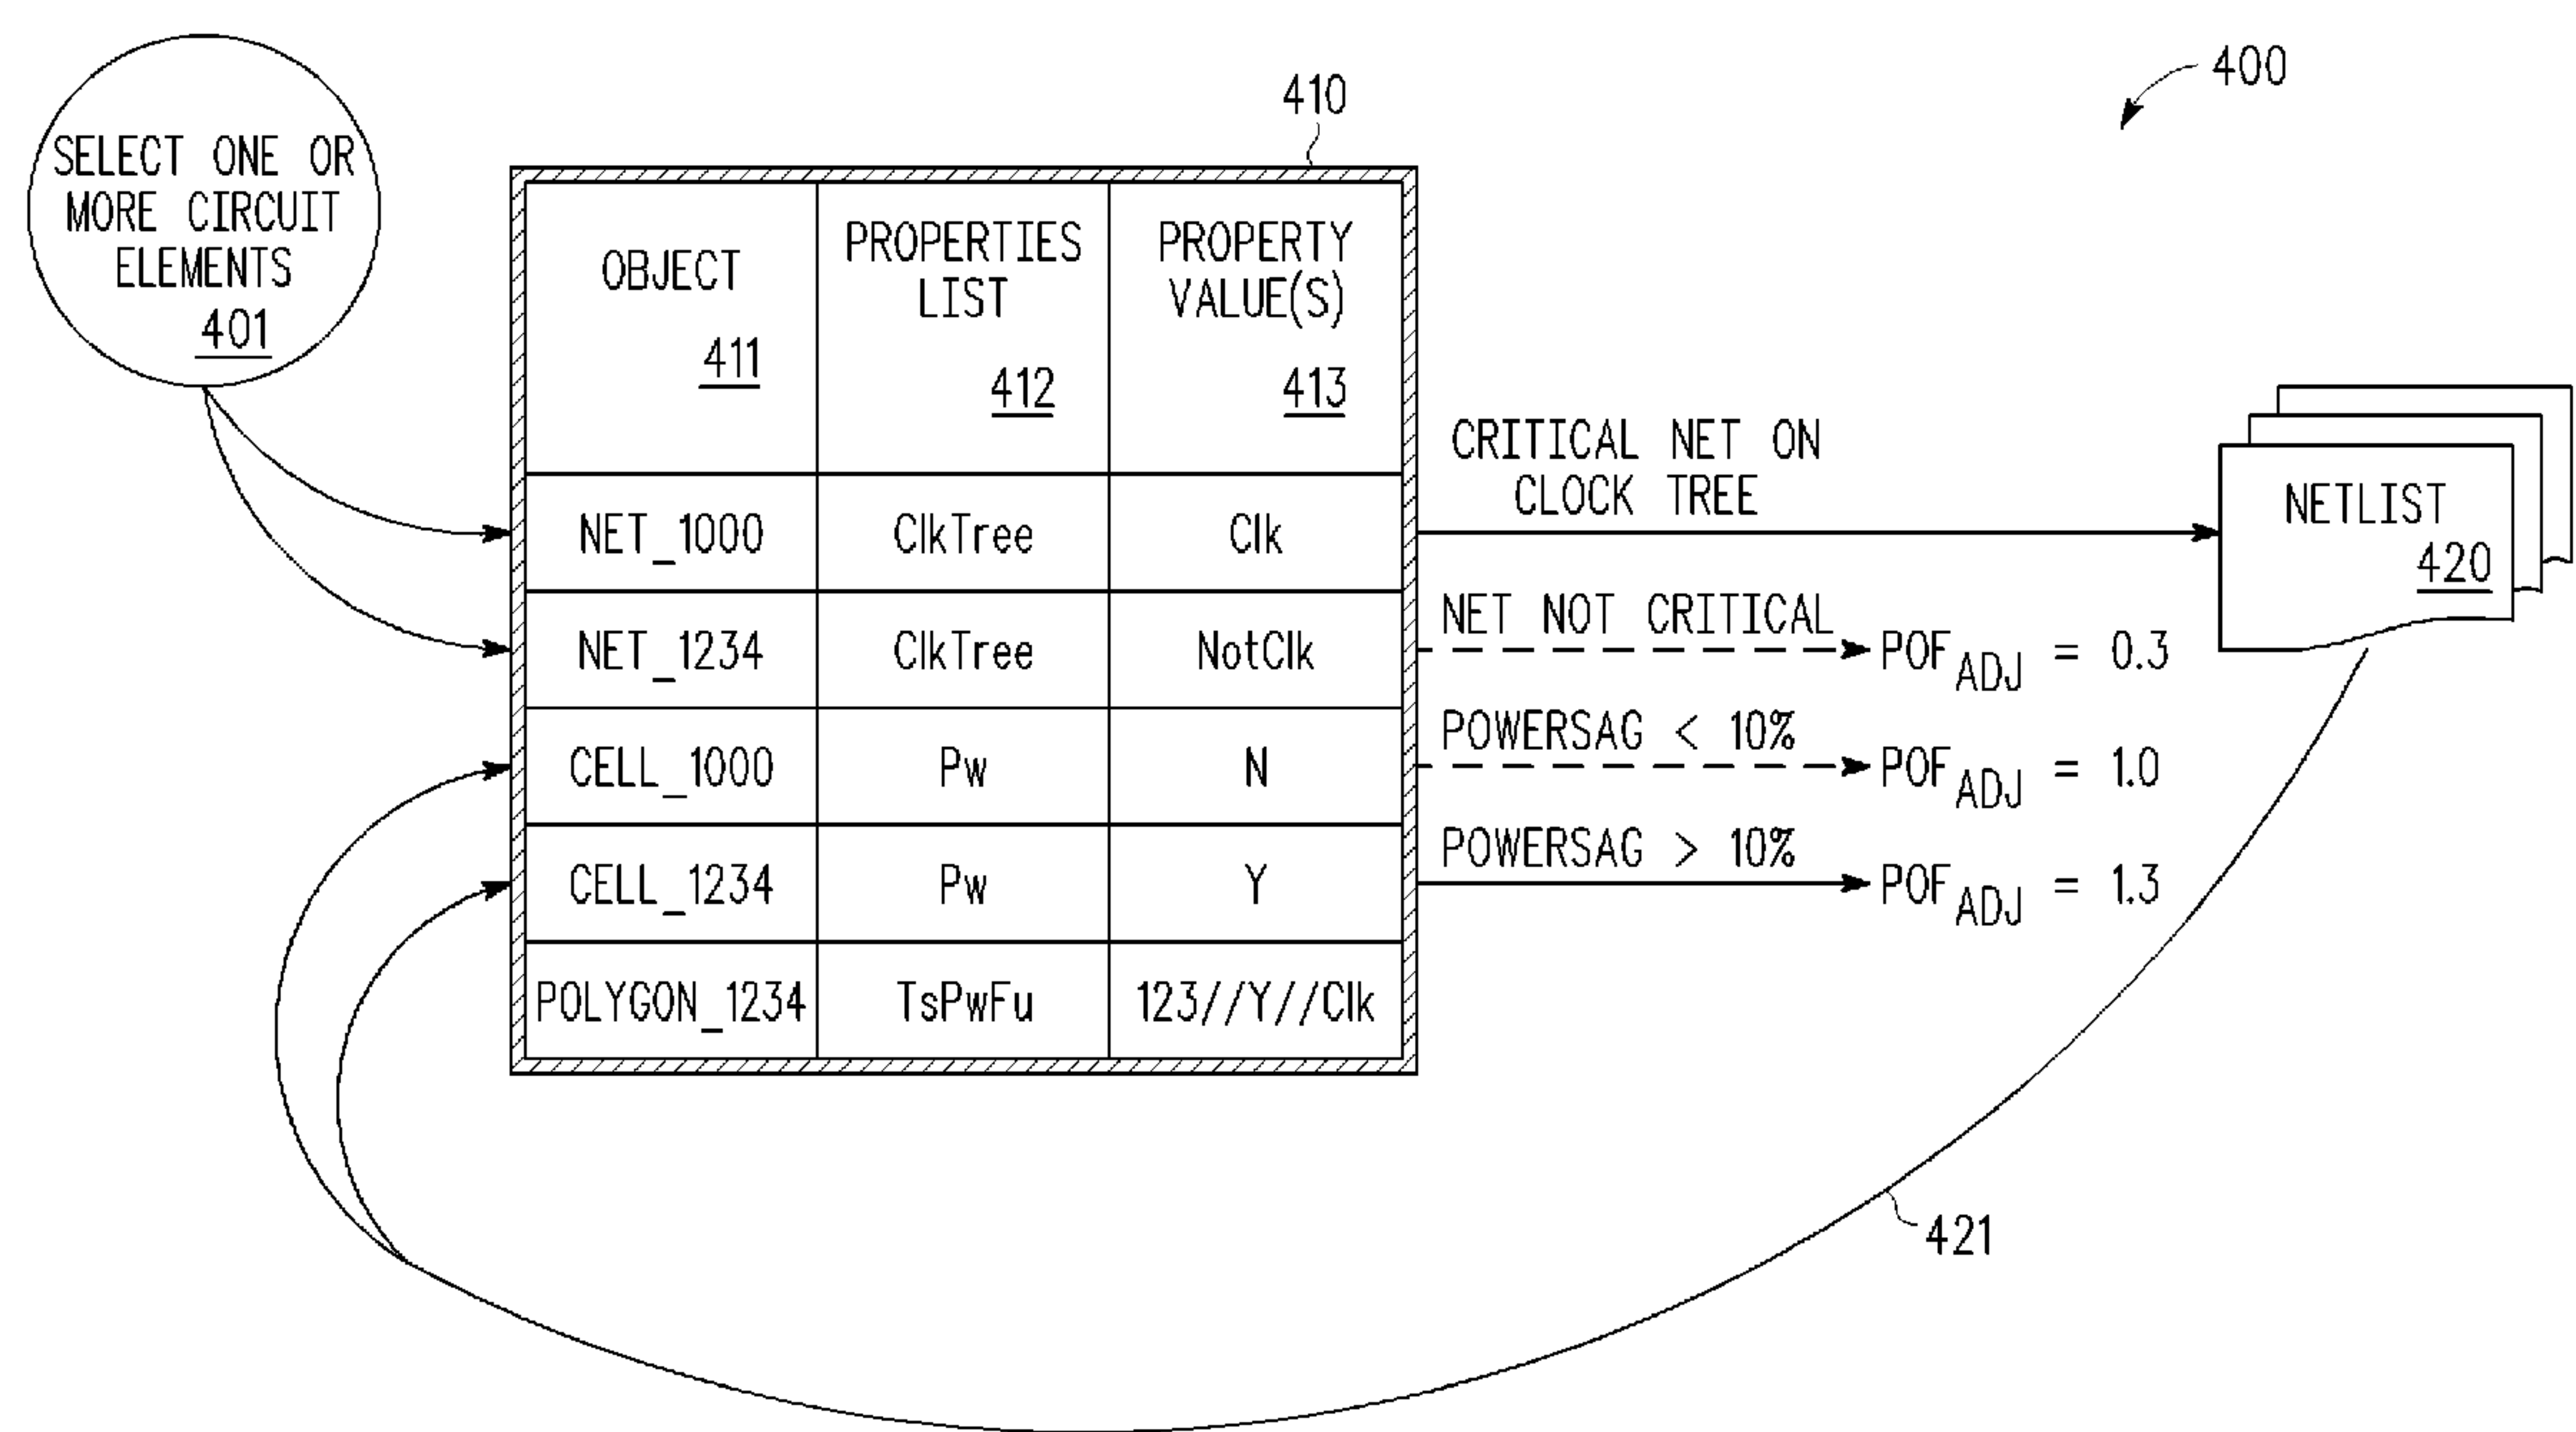 400
410
SELECT ONE OR
MORE CIRCUIT
ELEMENTS
401
OBJECT
411
PROPERTIES
LIST
412
PROPERTY
VALUE(S)
413
NET_1000 ClkTree Clk
CRITICAL NET ON
CLOCK TREE
NETLIST
420
NET_1234 ClkTree NotClk
NET NOT CRITICAL
POF ADJ = 0.3
CELL_1000 Pw N
POWERSAG < 10%
POF ADJ = 1.0
CELL_1234 Pw Y
POWERSAG > 10%
POF ADJ = 1.3
POLYGON_1234 TsPwFu 123//Y//Clk
421